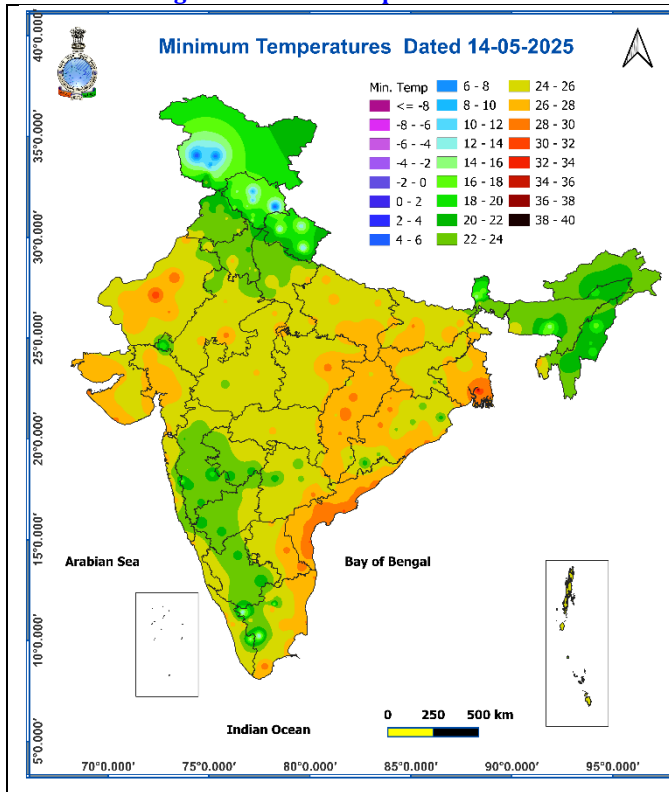 Minimum Temperatures Dated 14-05-2025
Min. Temp
<= -8
-8 - -6
-6 - -4
-4 - -2
-2 - 0
0 - 2
2 - 4
4 - 6
6 - 8
8 - 10
10 - 12
12 - 14
14 - 16
16 - 18
18 - 20
20 - 22
22 - 24
24 - 26
26 - 28
28 - 30
30 - 32
32 - 34
34 - 36
36 - 38
38 - 40
40°0.000'
35°0.000'
30°0.000'
25°0.000'
20°0.000'
15°0.000'
10°0.000'
5°0.000'
Arabian Sea
Bay of Bengal
Indian Ocean
0 250 500 km
70°0.000' 75°0.000' 80°0.000' 85°0.000' 90°0.000' 95°0.000'